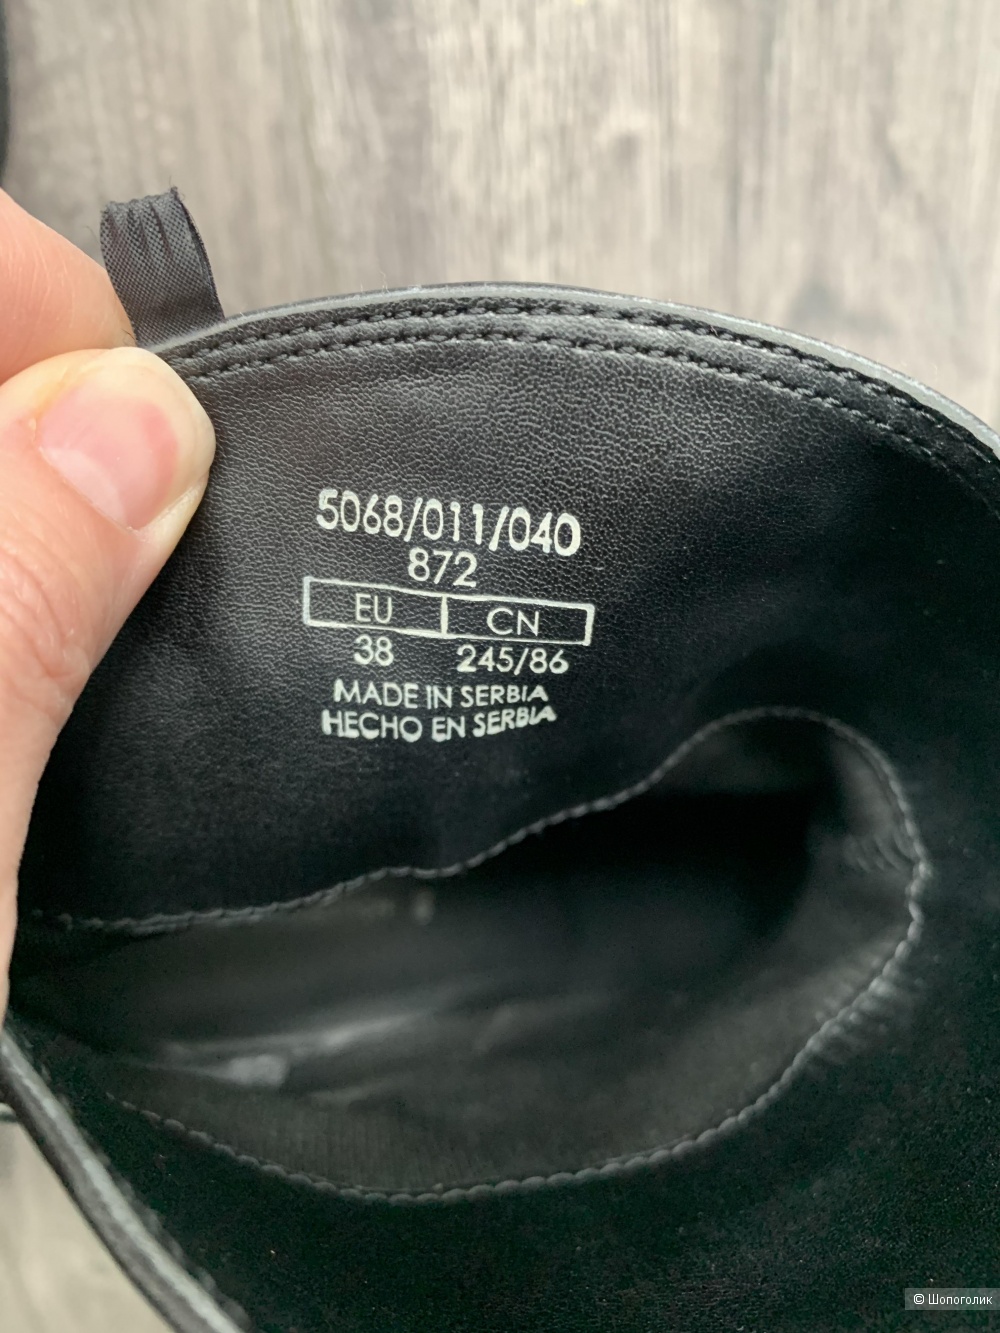 5068/011/040
872
EU CN
38 245/86
MADE IN SERBIA
HECHO EN SERBIA
© Шопоголик